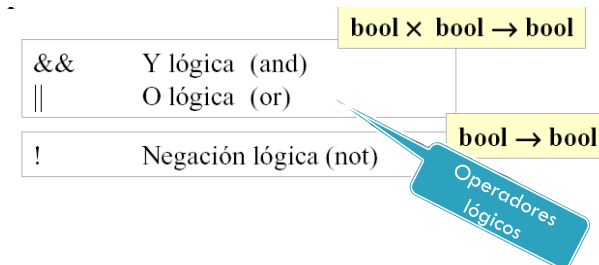 bool × bool → bool
&& Y lógica (and)
|| O lógica (or)
bool → bool
! Negación lógica (not)
Operadores
lógicos